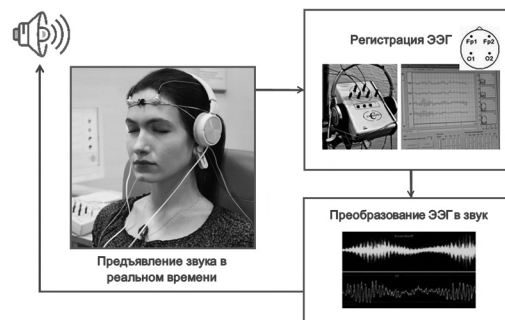 Регистрация ЭЭГ
Fp1 Fp2
O1 O2
Преобразование ЭЭГ в звук
Предъявление звука в
реальном времени